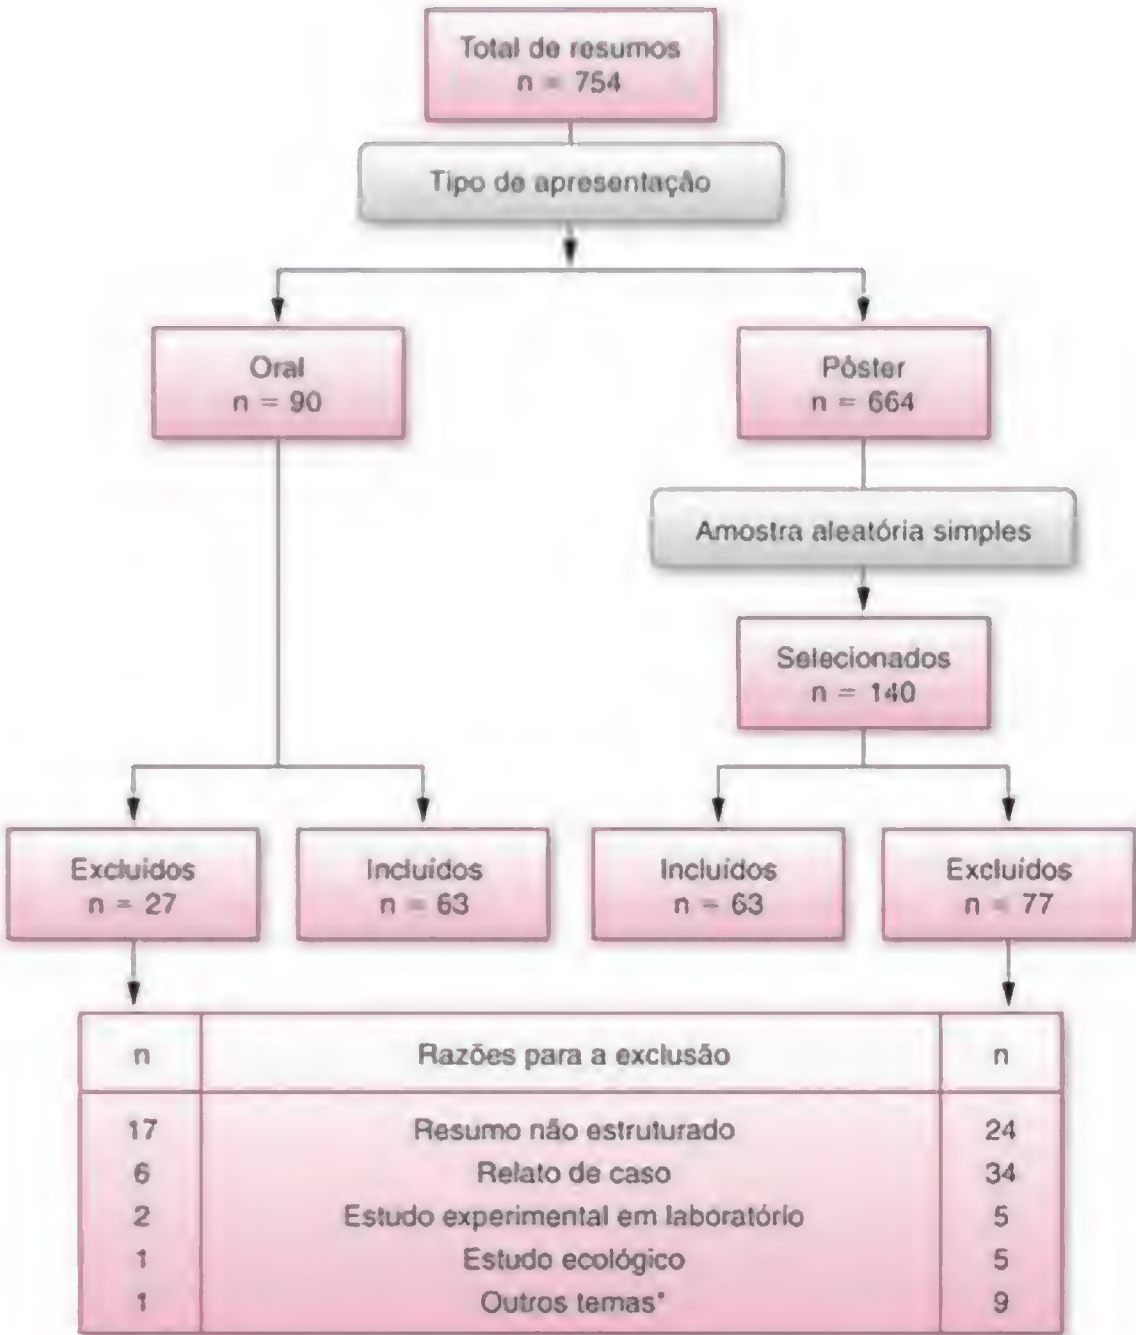 Total de resumos
n = 754
Tipo de apresentação
Oral
n = 90
Pôster
n = 664
Amostra aleatória simples
Selecionados
n = 140
Excluídos
n = 27
Incluídos
n = 63
Incluídos
n = 63
Excluídos
n = 77
n Razões para a exclusão n
17 Resumo não estruturado 24
6 Relato de caso 34
2 Estudo experimental em laboratório 5
1 Estudo ecológico 5
1 Outros temas* 9